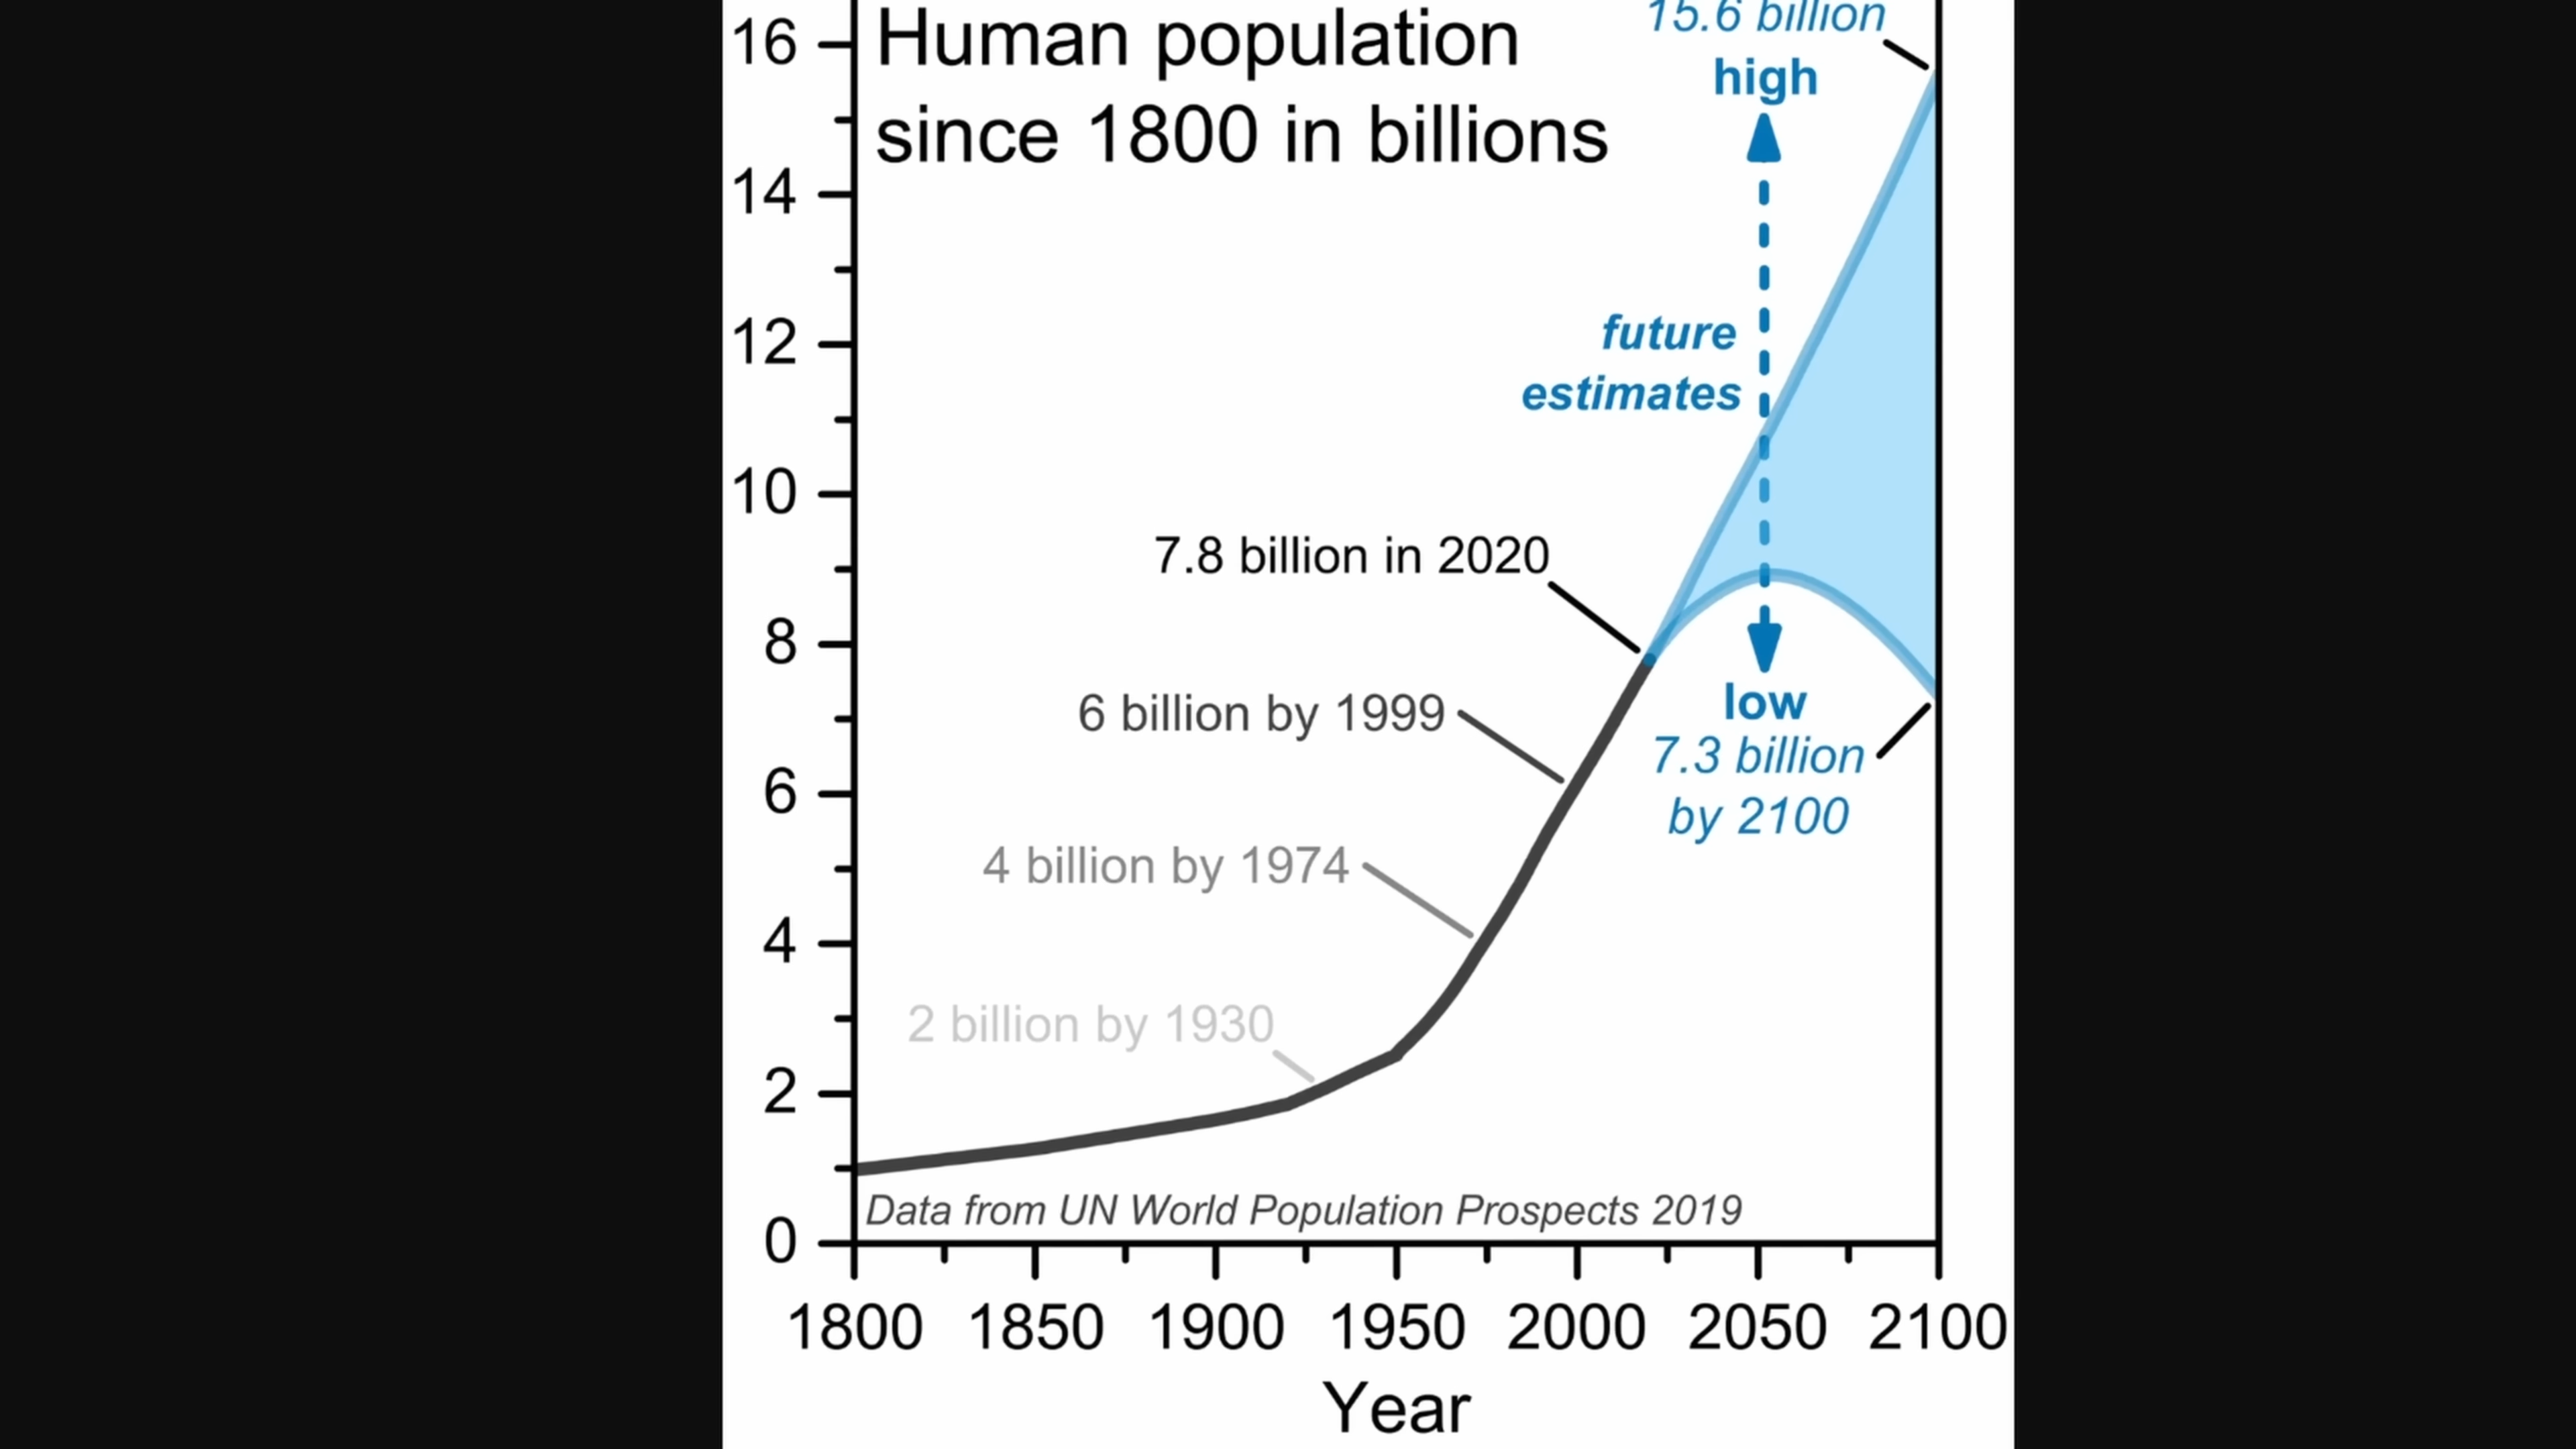 15.6 billion
high
Human population
since 1800 in billions
16
14
12
10
8
6
4
2
0
future
estimates
7.8 billion in 2020
6 billion by 1999
4 billion by 1974
2 billion by 1930
low
7.3 billion
by 2100
Data from UN World Population Prospects 2019
1800 1850 1900 1950 2000 2050 2100
Year